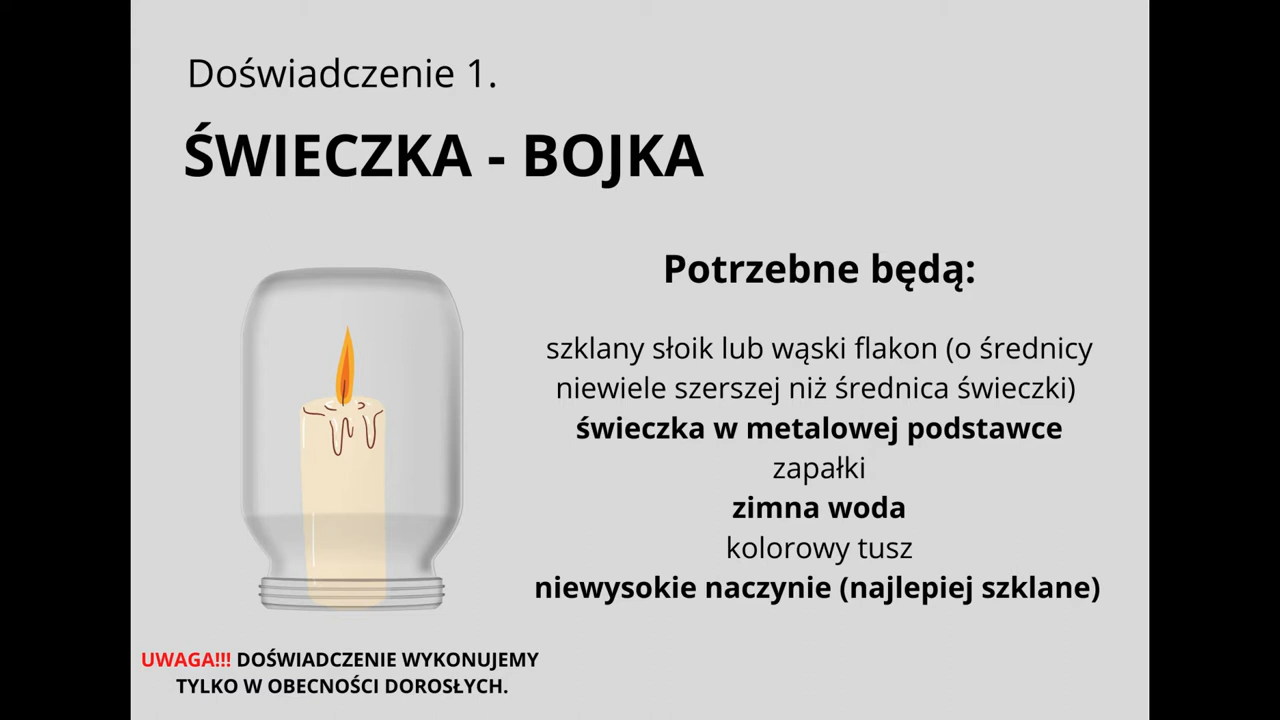 Doświadczenie 1.
ŚWIECZKA - BOJKA
Potrzebne będą:
szklany słoik lub wąski flakon (o średnicy
niewiele szerszej niż średnica świeczki)
świeczka w metalowej podstawce
zapałki
zimna woda
kolorowy tusz
niewysokie naczynie (najlepiej szklane)
UWAGA!!! DOŚWIADCZENIE WYKONUJEMY
TYLKO W OBECNOŚCI DOROSŁYCH.